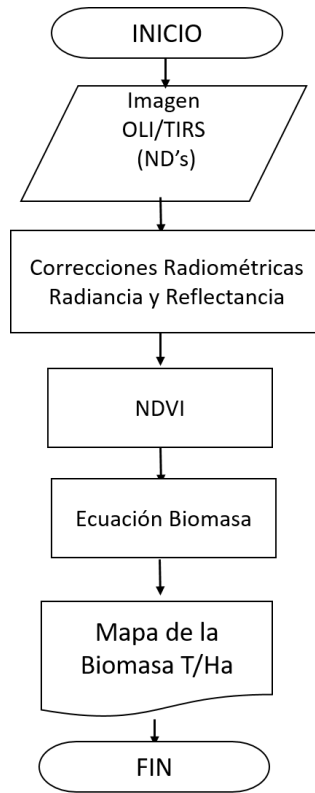 INICIO
Imagen
OLI/TIRS
(ND’s)
Correcciones Radiométricas
Radiancia y Reflectancia
NDVI
Ecuación Biomasa
Mapa de la
Biomasa T/Ha
FIN